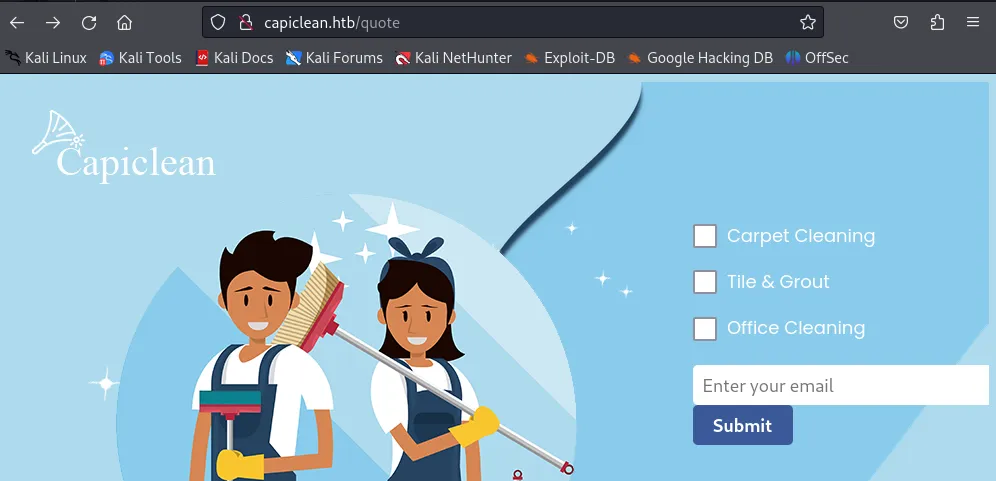 capiclean.htb/quote
Kali Linux Kali Tools Kali Docs Kali Forums Kali NetHunter Exploit-DB Google Hacking DB OffSec
Capiclean
Carpet Cleaning
Tile & Grout
Office Cleaning
Enter your email
Submit